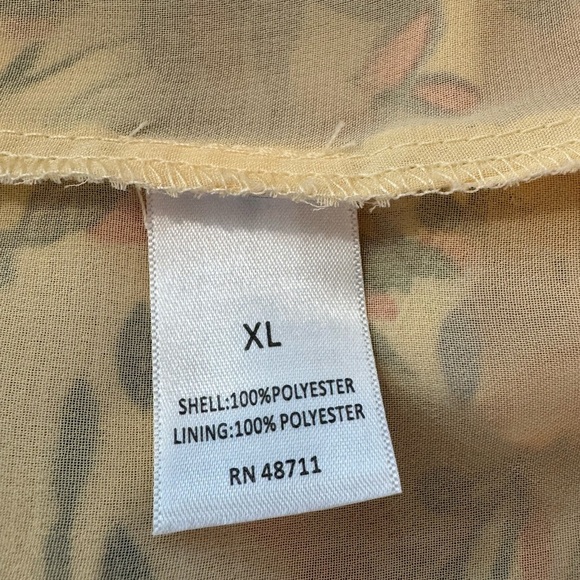 XL
SHELL:100%POLYESTER
LINING:100% POLYESTER
RN 48711